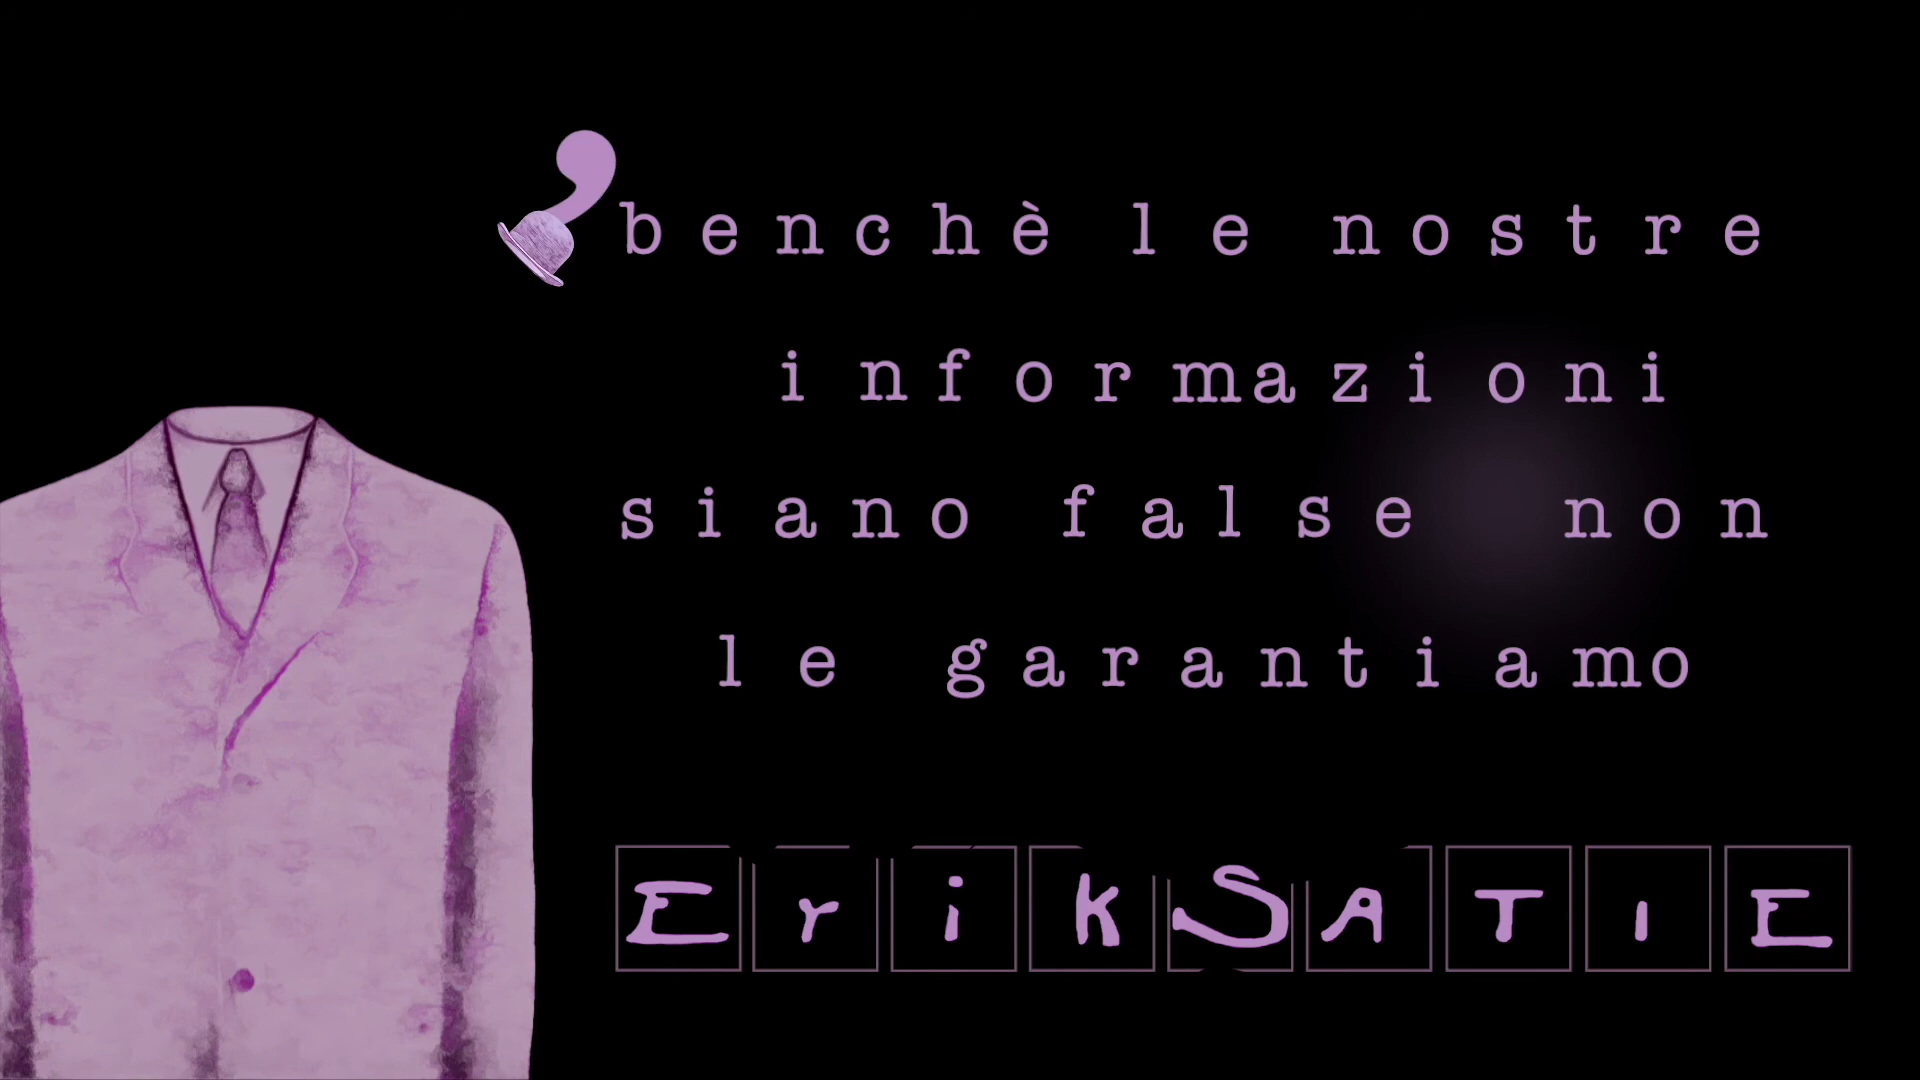 benchè le nostre
informazioni
siano false non
le garantiamo
ErikSATIE